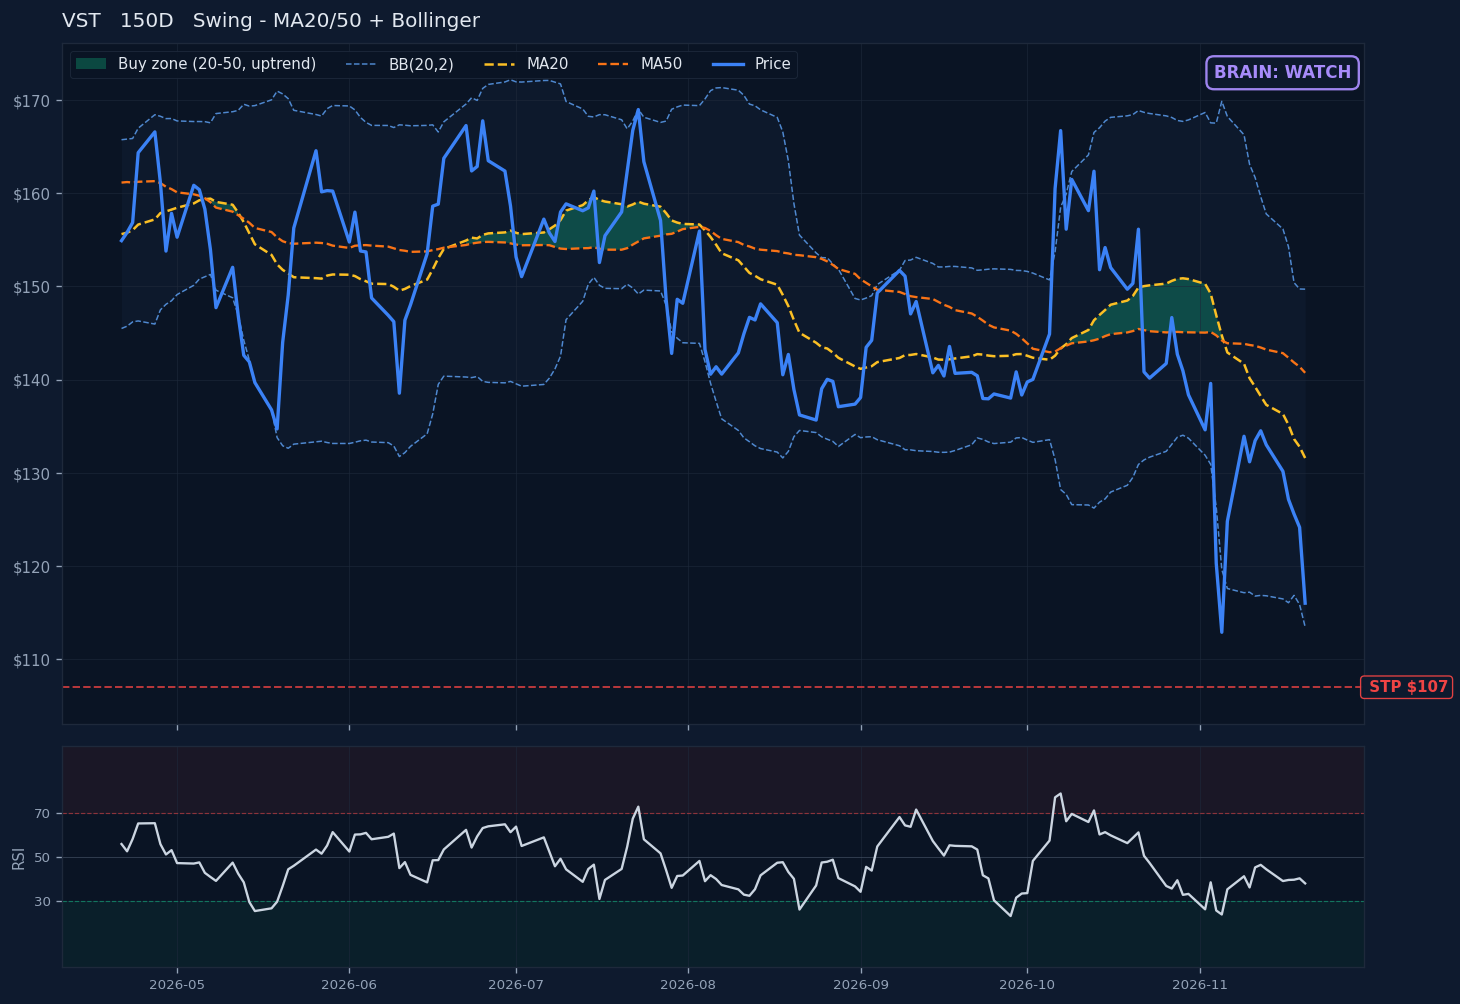 VST   150D   Swing - MA20/50 + Bollinger
Buy zone (20-50, uptrend)
BB(20,2)
MA20
MA50
Price
BRAIN: WATCH
$170
$160
$150
$140
$130
$120
$110
STP $107
RSI
70
50
30
2026-05
2026-06
2026-07
2026-08
2026-09
2026-10
2026-11